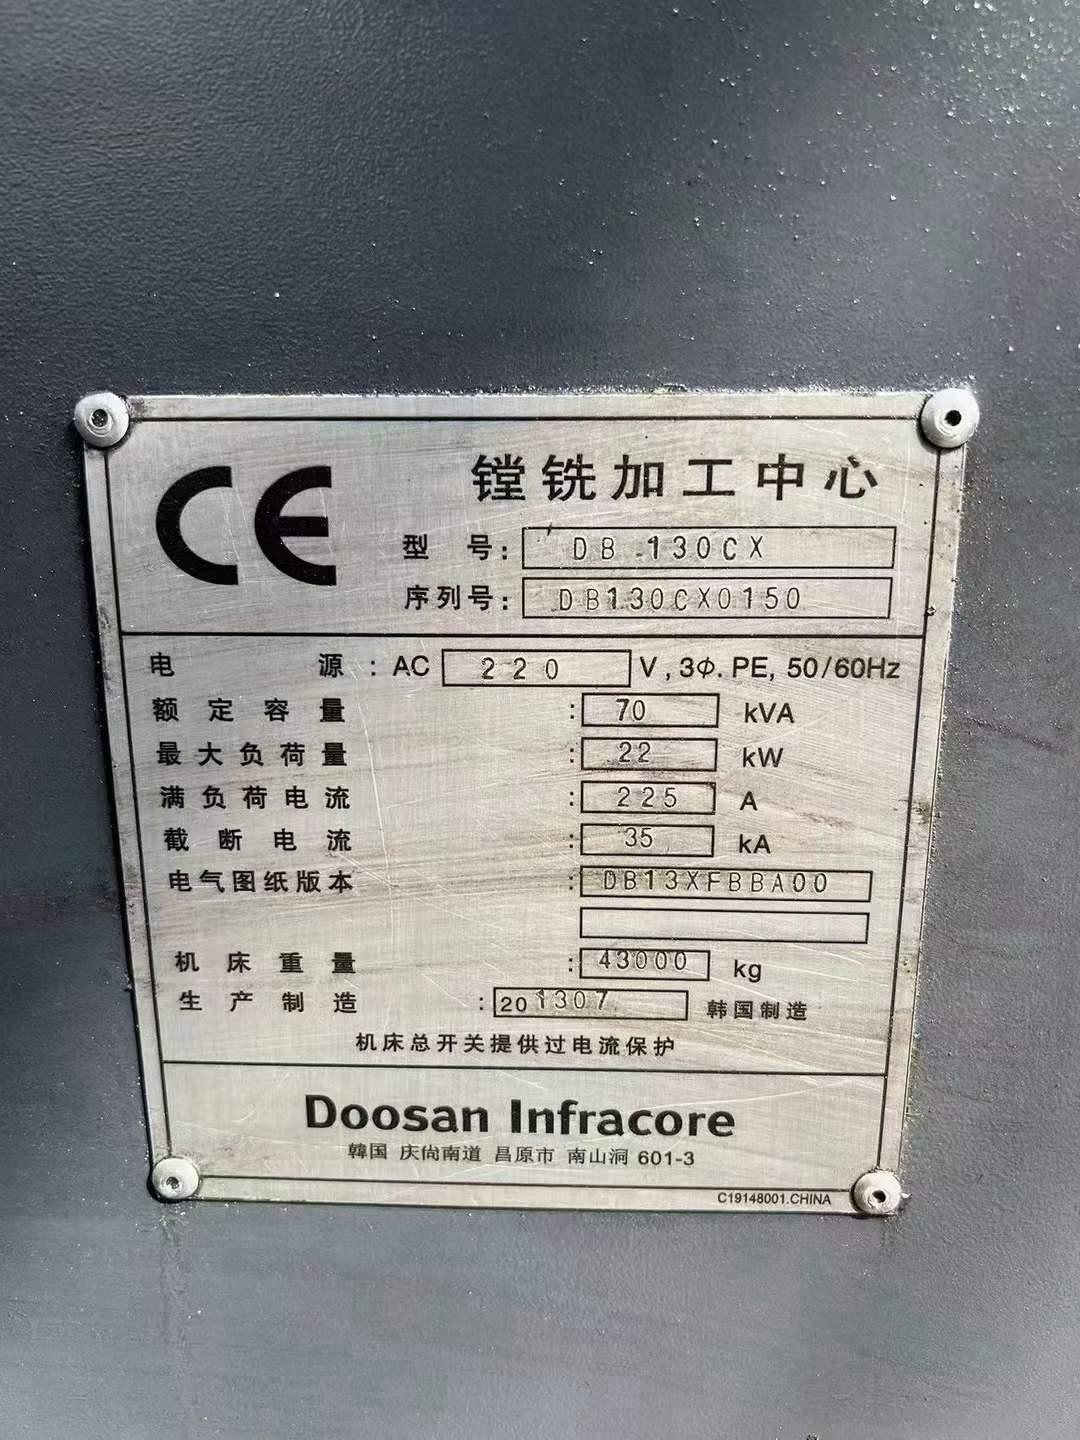 CE
镗铣加工中心
型号: DB-130CX
序列号: DB130CX0150
电源: AC 220 V, 3Φ. PE, 50/60Hz
额定容量: 70 kVA
最大负荷量: 22 kW
满负荷电流: 225 A
截断电流: 35 kA
电气图纸版本: DB13XFBBA00
机床重量: 43000 kg
生产制造: 201307 韩国制造
机床总开关提供过电流保护
Doosan Infracore
韓国 庆尚南道 昌原市 南山洞 601-3
C19148001.CHINA